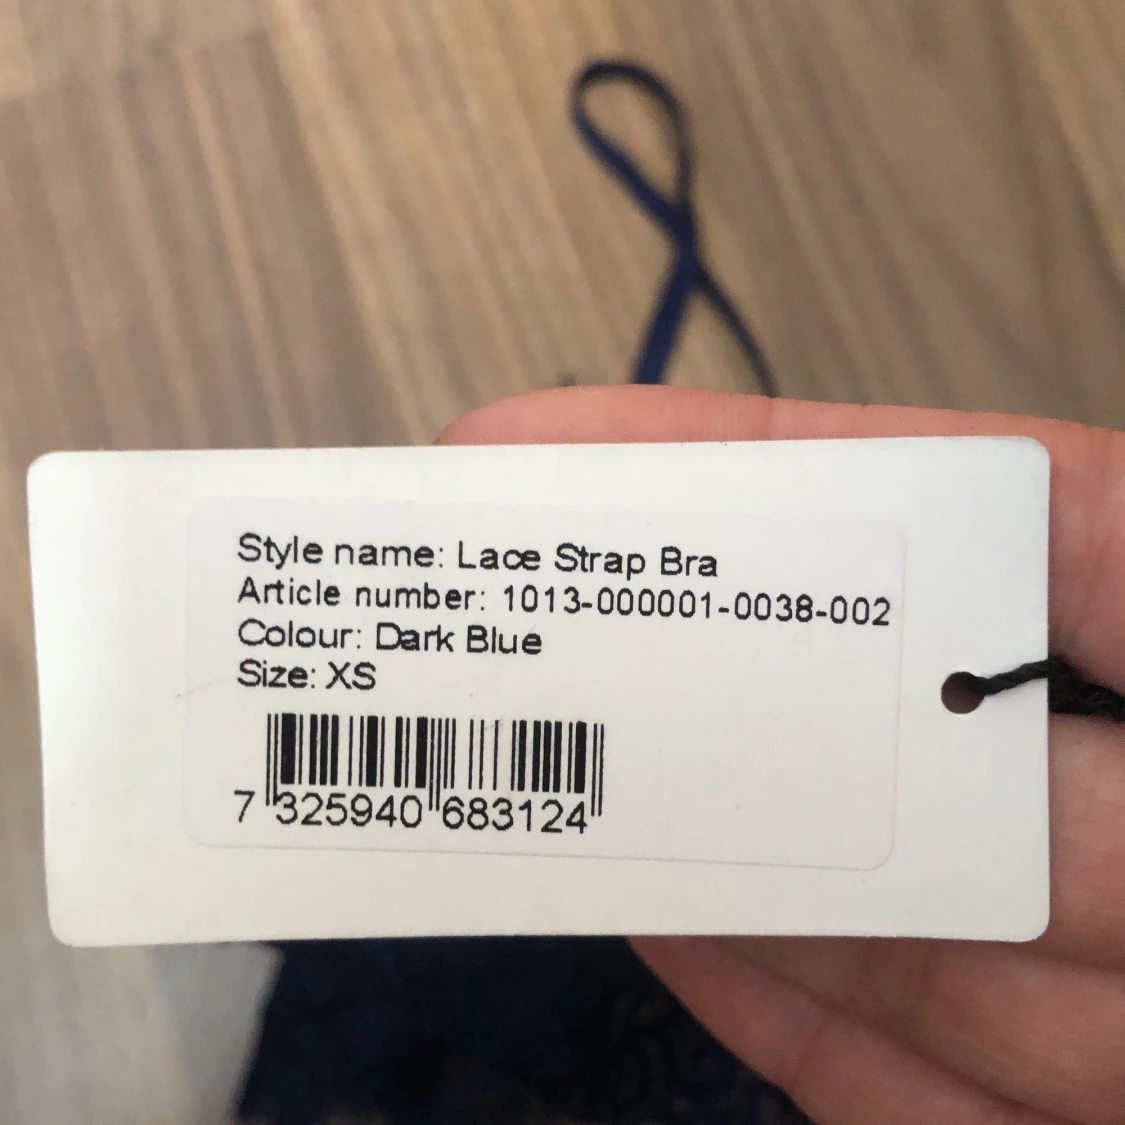 Style name: Lace Strap Bra
Article number: 1013-000001-0038-002
Colour: Dark Blue
Size: XS
7 325940 683124